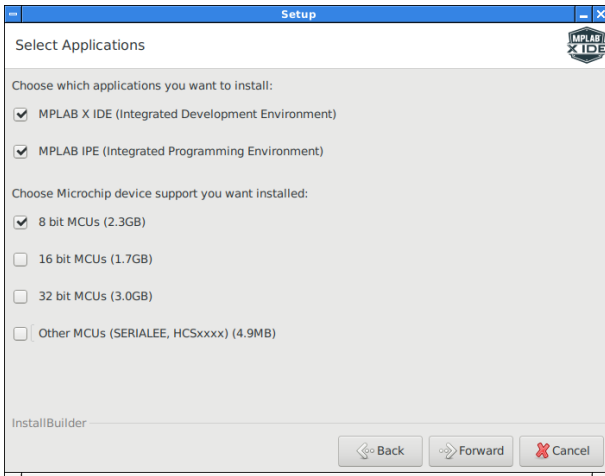 Setup
Select Applications
MPLAB
X IDE
Choose which applications you want to install:
MPLAB X IDE (Integrated Development Environment)
MPLAB IPE (Integrated Programming Environment)
Choose Microchip device support you want installed:
8 bit MCUs (2.3GB)
16 bit MCUs (1.7GB)
32 bit MCUs (3.0GB)
Other MCUs (SERIALEE, HCSxxxx) (4.9MB)
InstallBuilder
Back Forward Cancel